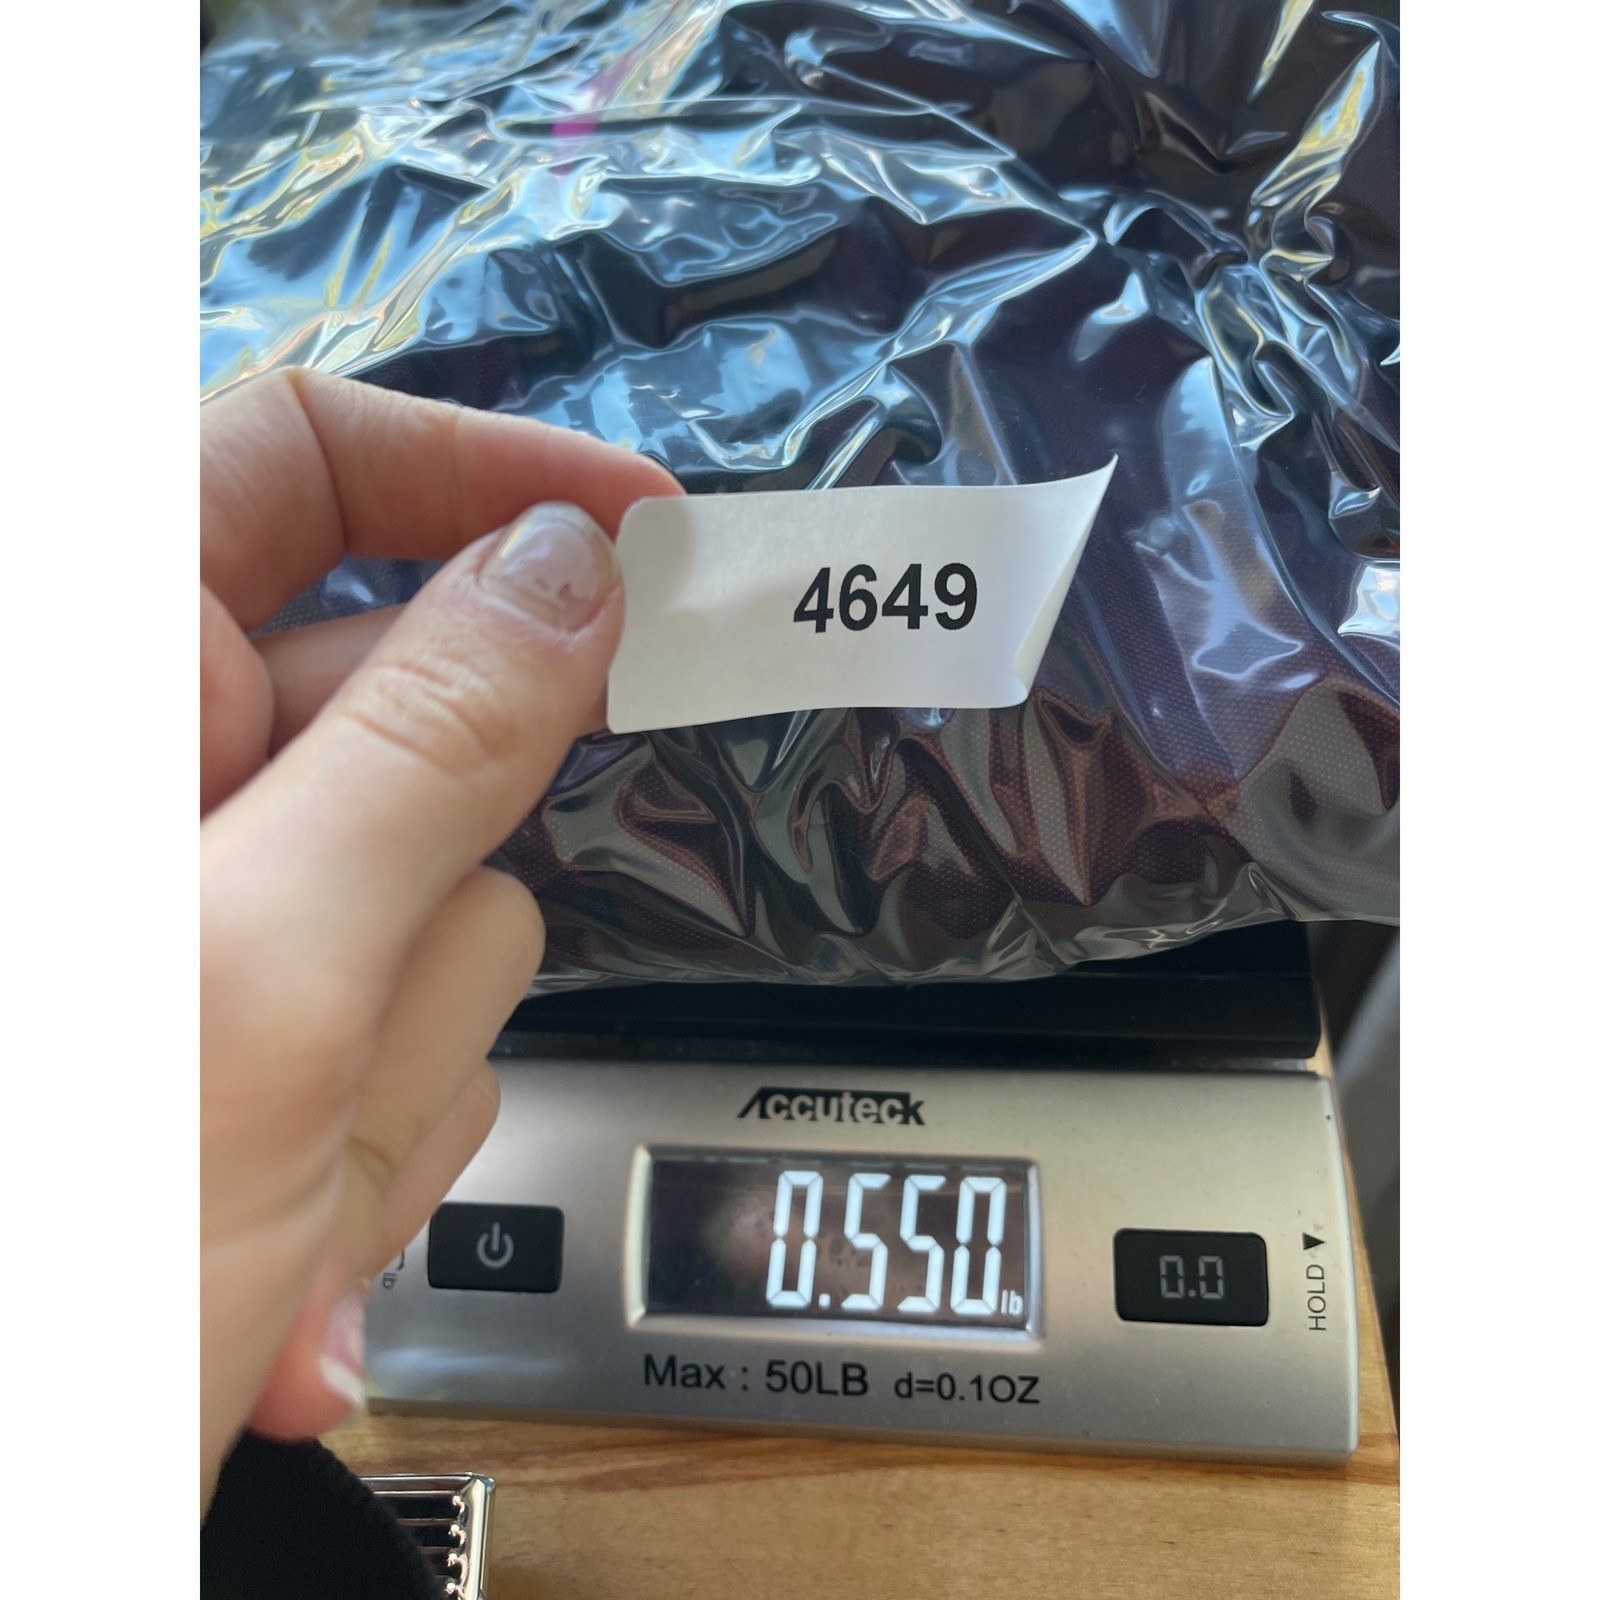 4649
Accuteck
0.550 lb
0.0
HOLD ▼
Max : 50LB d=0.1OZ